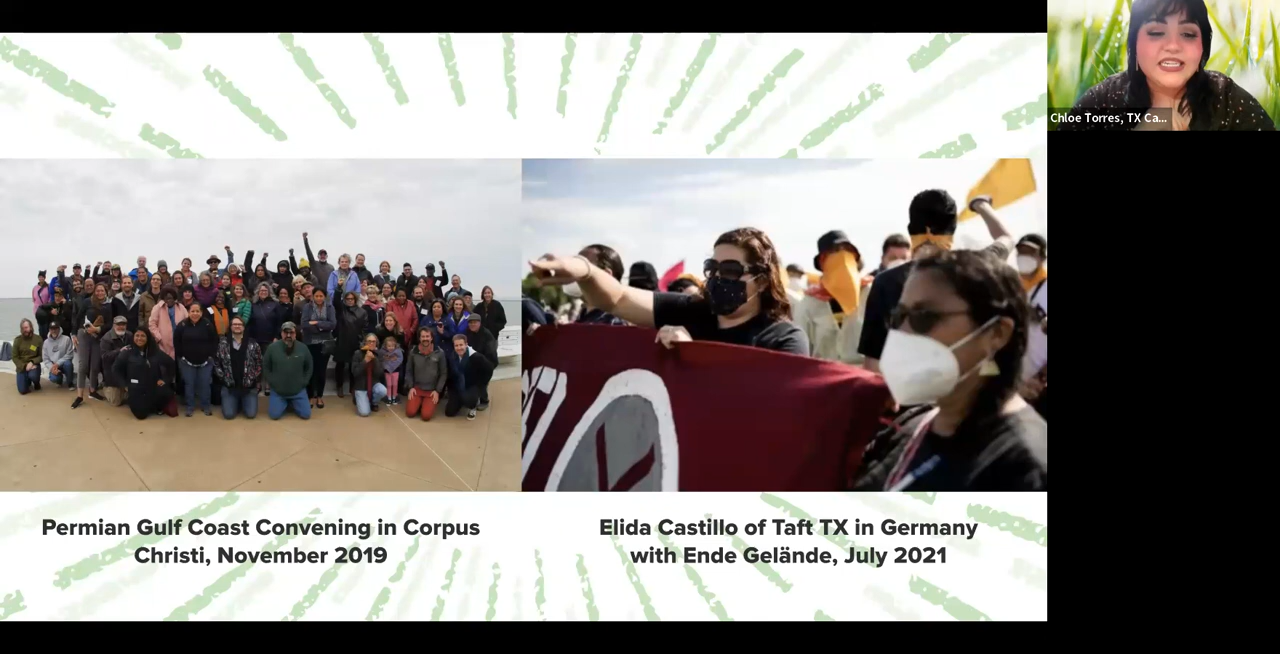 Chloe Torres, TX Ca...
Permian Gulf Coast Convening in Corpus
Christi, November 2019
Elida Castillo of Taft TX in Germany
with Ende Gelände, July 2021